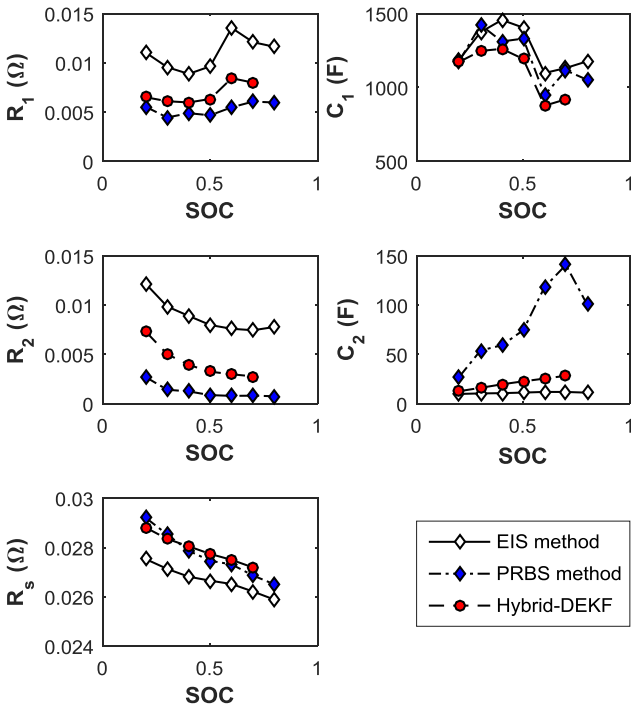 0.015
0.01
0.005
0
R1 (Ω)
0 0.5 1
SOC
1500
1000
500
C1 (F)
0 0.5 1
SOC
0.015
0.01
0.005
0
R2 (Ω)
0 0.5 1
SOC
150
100
50
0
C2 (F)
0 0.5 1
SOC
0.03
0.028
0.026
0.024
Rs (Ω)
0 0.5 1
SOC
EIS method
PRBS method
Hybrid-DEKF